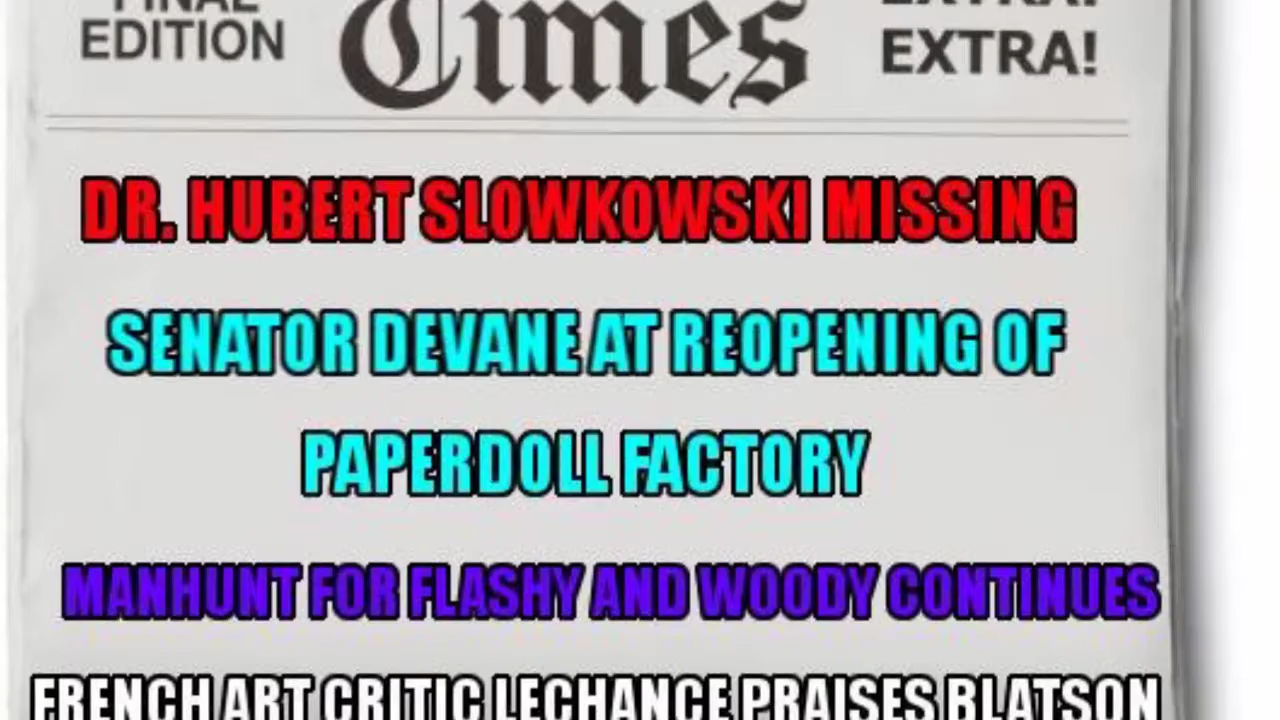 FINAL
EDITION
Times
EXTRA!
EXTRA!
DR. HUBERT SLOWKOWSKI MISSING
SENATOR DEVANE AT REOPENING OF
PAPERDOLL FACTORY
MANHUNT FOR FLASHY AND WOODY CONTINUES
FRENCH ART CRITIC LECHANCE PRAISES BLATSON